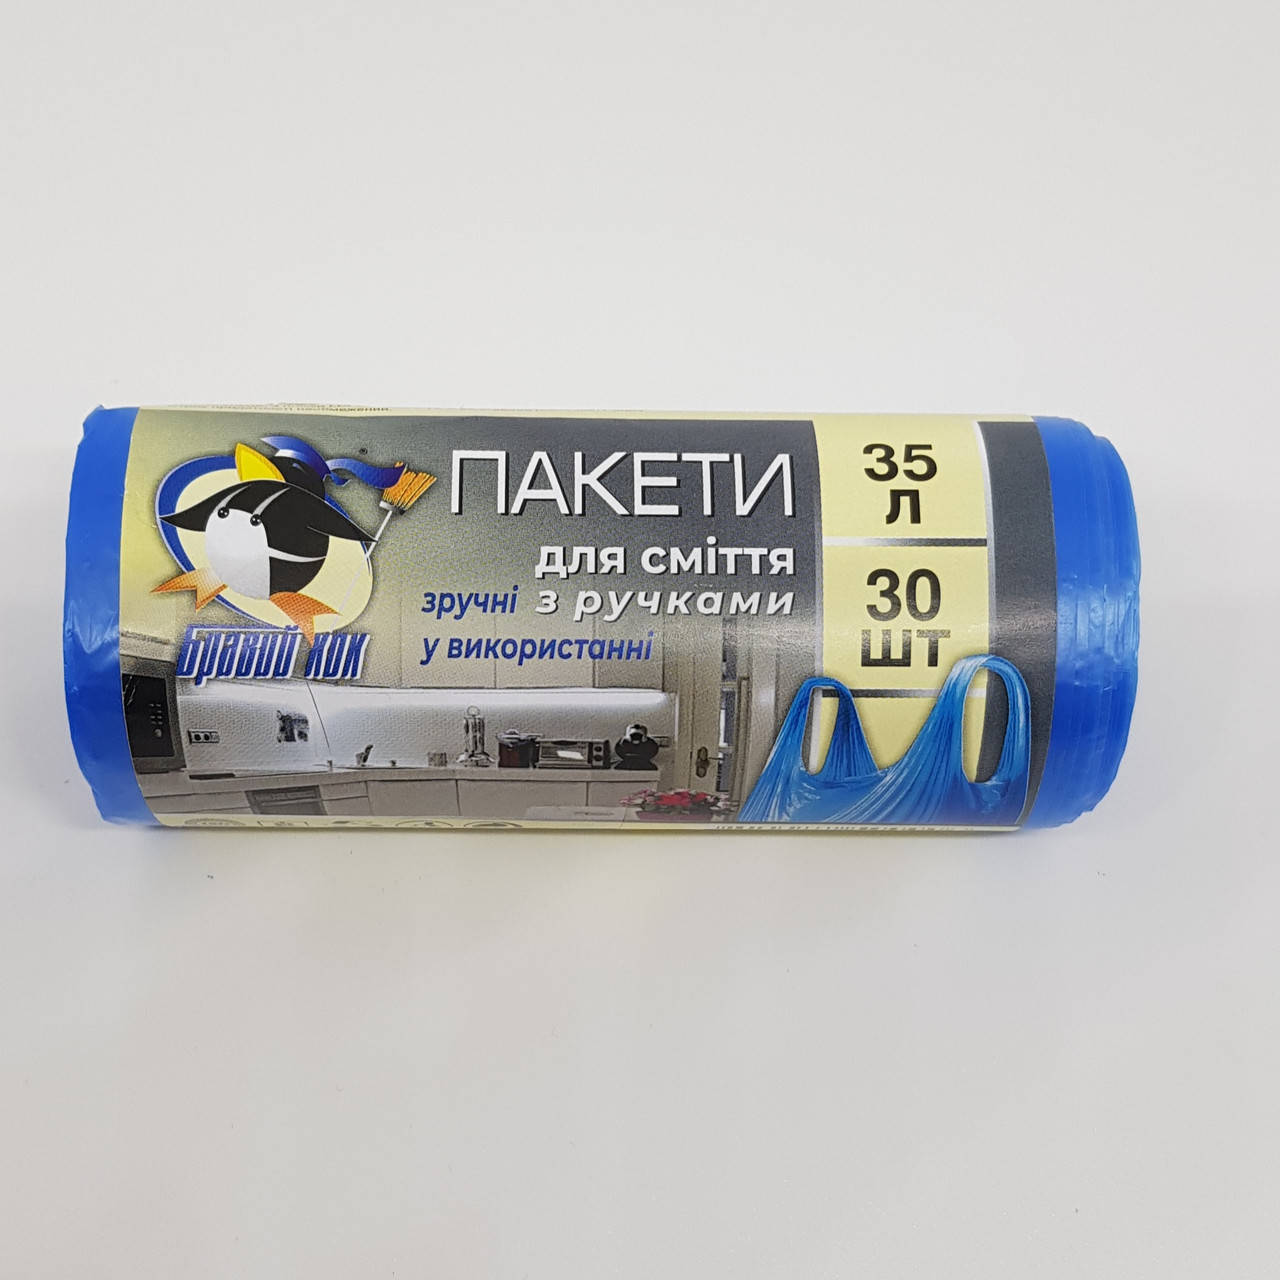 ПАКЕТИ
для сміття
з ручками
зручні
у використанні
Бравий кок
®
35
л
30
шт